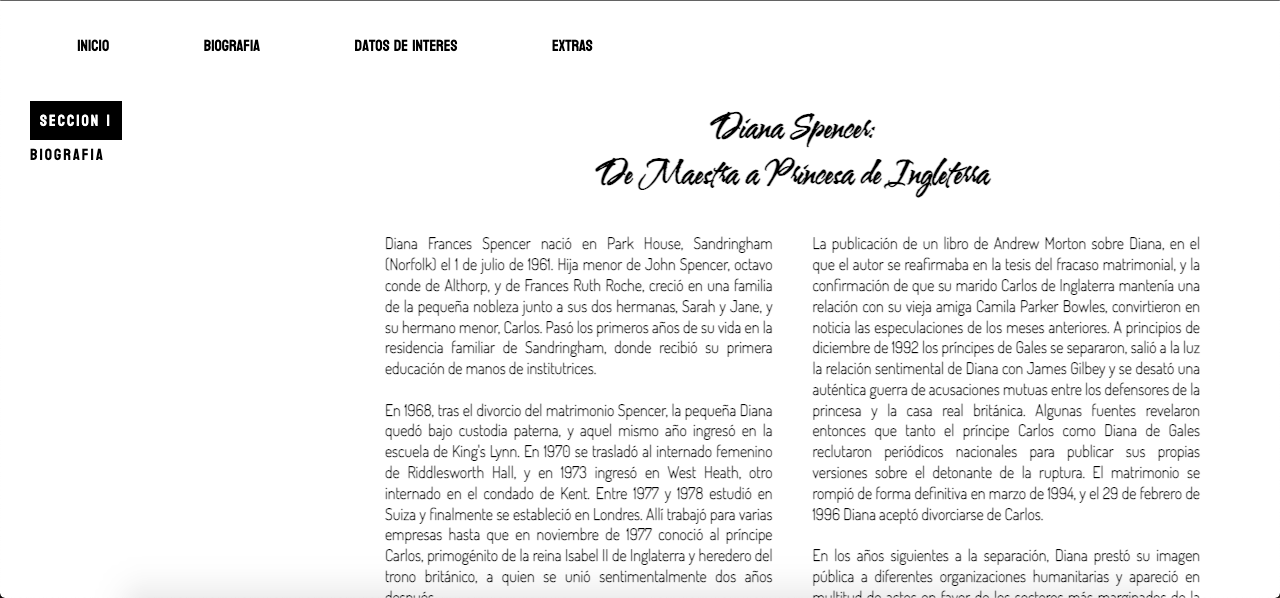 INICIO BIOGRAFIA DATOS DE INTERES EXTRAS
SECCION I
BIOGRAFIA
Diana Spencer:
De Maestra a Princesa de Ingleterra
Diana Frances Spencer nació en Park House, Sandringham
(Norfolk) el 1 de julio de 1961. Hija menor de John Spencer, octavo
conde de Althorp, y de Frances Ruth Roche, creció en una familia
de la pequeña nobleza junto a sus dos hermanas, Sarah y Jane, y
su hermano menor, Carlos. Pasó los primeros años de su vida en la
residencia familiar de Sandringham, donde recibió su primera
educación de manos de institutrices.
En 1968, tras el divorcio del matrimonio Spencer, la pequeña Diana
quedó bajo custodia paterna, y aquel mismo año ingresó en la
escuela de King's Lynn. En 1970 se trasladó al internado femenino
de Riddlesworth Hall, y en 1973 ingresó en West Heath, otro
internado en el condado de Kent. Entre 1977 y 1978 estudió en
Suiza y finalmente se estableció en Londres. Allí trabajó para varias
empresas hasta que en noviembre de 1977 conoció al príncipe
Carlos, primogénito de la reina Isabel II de Inglaterra y heredero del
trono británico, a quien se unió sentimentalmente dos años
después.
La publicación de un libro de Andrew Morton sobre Diana, en el
que el autor se reafirmaba en la tesis del fracaso matrimonial, y la
confirmación de que su marido Carlos de Inglaterra mantenía una
relación con su vieja amiga Camila Parker Bowles, convirtieron en
noticia las especulaciones de los meses anteriores. A principios de
diciembre de 1992 los príncipes de Gales se separaron, salió a la luz
la relación sentimental de Diana con James Gilbey y se desató una
auténtica guerra de acusaciones mutuas entre los defensores de la
princesa y la casa real británica. Algunas fuentes revelaron
entonces que tanto el príncipe Carlos como Diana de Gales
reclutaron periódicos nacionales para publicar sus propias
versiones sobre el detonante de la ruptura. El matrimonio se
rompió de forma definitiva en marzo de 1994, y el 29 de febrero de
1996 Diana aceptó divorciarse de Carlos.
En los años siguientes a la separación, Diana prestó su imagen
pública a diferentes organizaciones humanitarias y apareció en
multitud de actos en favor de los sectores más marginados de la